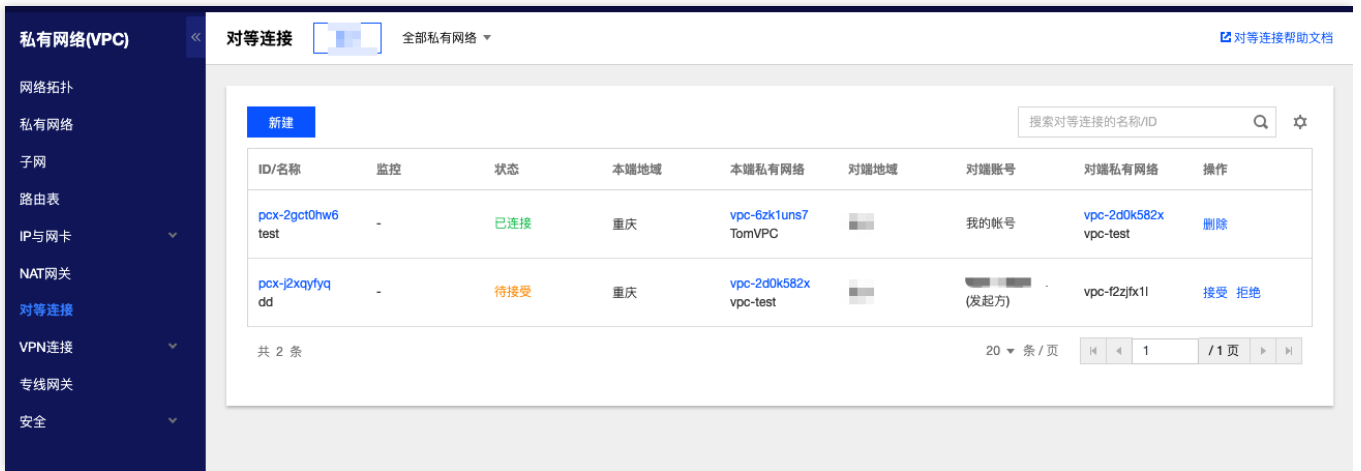 私有网络(VPC)
对等连接
全部私有网络
对等连接帮助文档
网络拓扑
私有网络
子网
路由表
IP与网卡
NAT网关
对等连接
VPN连接
专线网关
安全
新建
搜索对等连接的名称/ID
ID/名称 监控 状态 本端地域 本端私有网络 对端地域 对端账号 对端私有网络 操作
pcx-2gct0hw6 vpc-6zk1uns7 vpc-2d0k582x
- 已连接 重庆 我的帐号 删除
test TomVPC vpc-test
pcx-j2xqyfyq vpc-2d0k582x
- 待接受 重庆 vpc-f2zjfx1l 接受 拒绝
dd vpc-test (发起方)
共 2 条 20 条 / 页 1 / 1 页